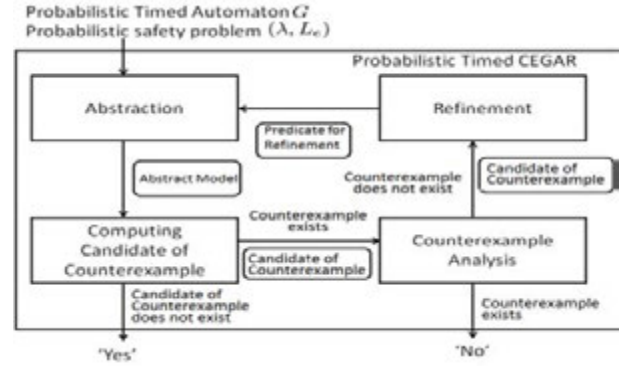 Probabilistic Timed Automaton G
Probabilistic safety problem (λ, Lₑ)
Probabilistic Timed CEGAR
Abstraction
Refinement
Predicate for
Refinement
Abstract Model
Counterexample
does not exist
Candidate of
Counterexample
Computing
Candidate of
Counterexample
Counterexample
exists
Candidate of
Counterexample
Counterexample
Analysis
Candidate of
Counterexample
does not exist
Counterexample
exists
'Yes'
'No'